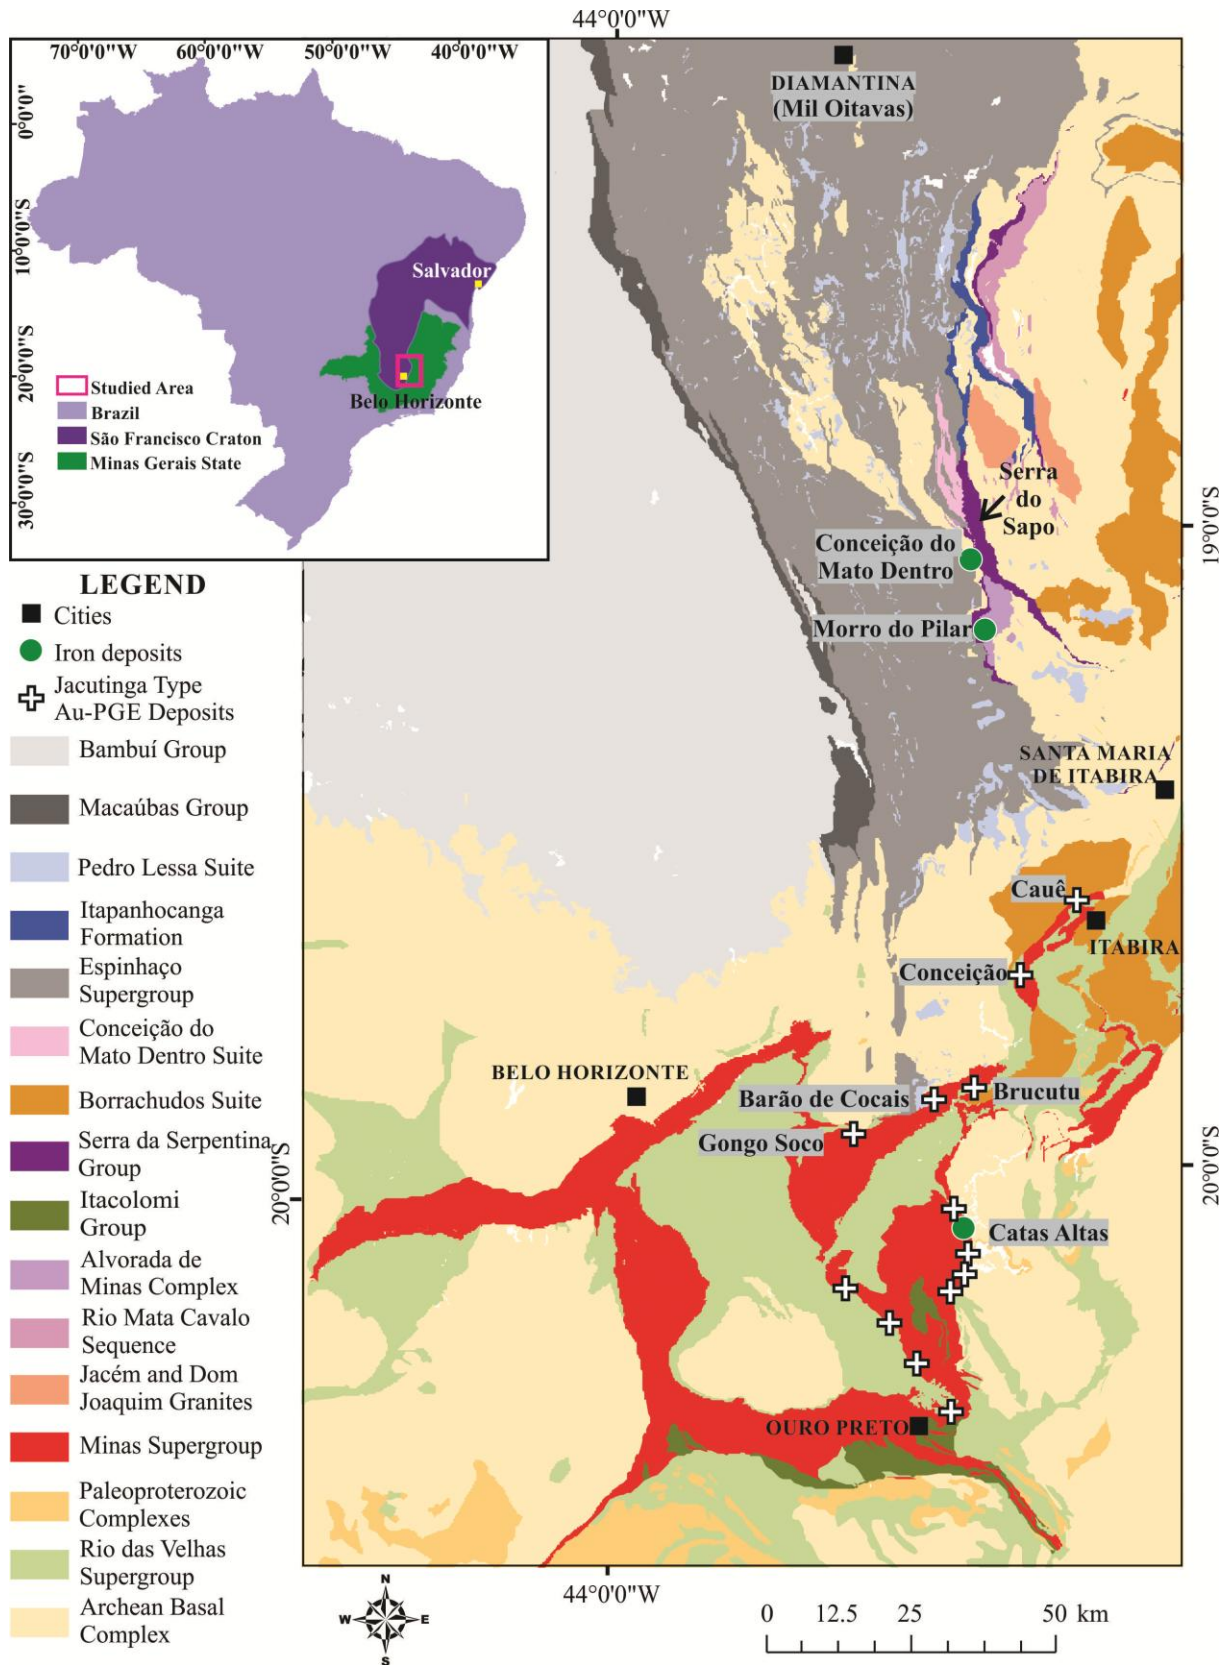 44°0'0"W
70°0'0"W 60°0'0"W 50°0'0"W 40°0'0"W
0°0'0"
10°0'0"S
20°0'0"S
30°0'0"S
Salvador
Belo Horizonte
Studied Area
Brazil
São Francisco Craton
Minas Gerais State
DIAMANTINA
(Mil Oitavas)
Serra
do
Sapo
19°0'0"S
Conceição do
Mato Dentro
Morro do Pilar
SANTA MARIA
DE ITABIRA
Cauê
ITABIRA
Conceição
BELO HORIZONTE
Barão de Cocais
Brucutu
Gongo Soco
20°0'0"S
20°0'0"S
Catas Altas
OURO PRETO
LEGEND
Cities
Iron deposits
Jacutinga Type
Au-PGE Deposits
Bambuí Group
Macaúbas Group
Pedro Lessa Suite
Itapanhocanga
Formation
Espinhaço
Supergroup
Conceição do
Mato Dentro Suite
Borrachudos Suite
Serra da Serpentina
Group
Itacolomi
Group
Alvorada de
Minas Complex
Rio Mata Cavalo
Sequence
Jacém and Dom
Joaquim Granites
Minas Supergroup
Paleoproterozoic
Complexes
Rio das Velhas
Supergroup
Archean Basal
Complex
N
W E
S
44°0'0"W
0 12.5 25 50 km